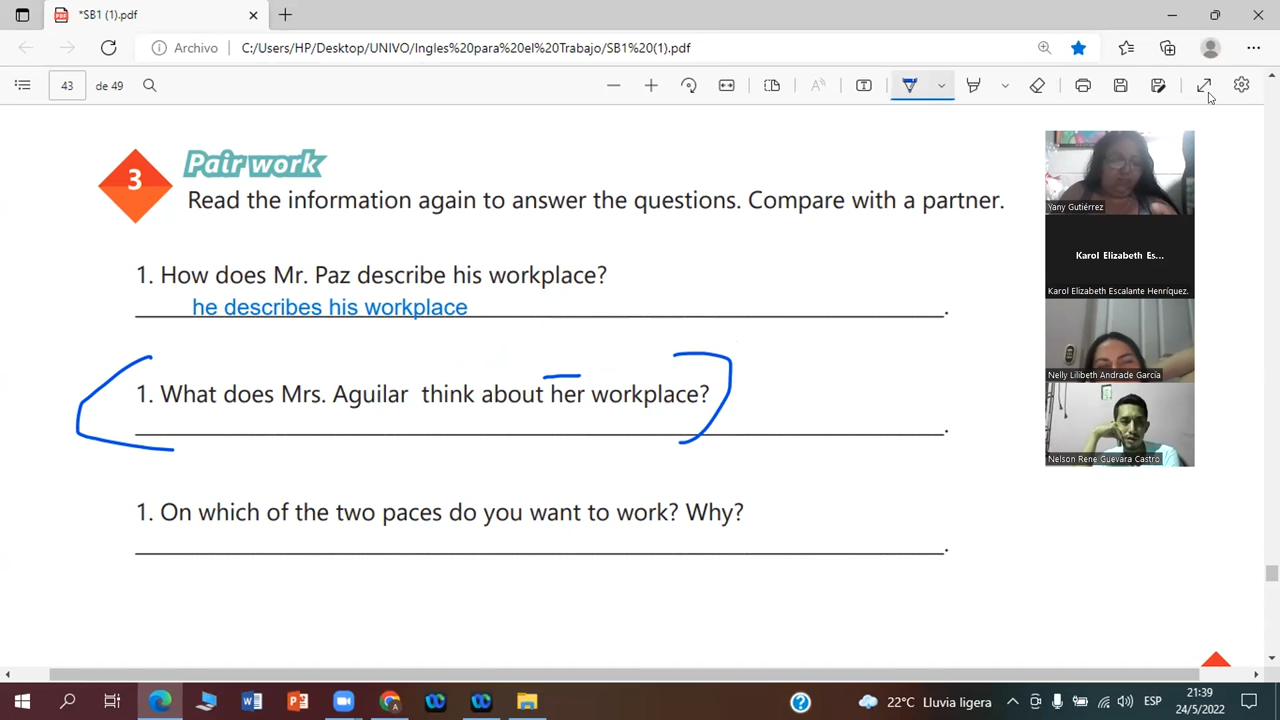 *SB1 (1).pdf
Archivo
C:/Users/HP/Desktop/UNIVO/Ingles%20para%20el%20Trabajo/SB1%20(1).pdf
43
de 49
3
Pair work
Read the information again to answer the questions. Compare with a partner.
1. How does Mr. Paz describe his workplace?
he describes his workplace
1. What does Mrs. Aguilar think about her workplace?
1. On which of the two paces do you want to work? Why?
Yany Gutiérrez
Karol Elizabeth Es...
Karol Elizabeth Escalante Henríquez.
Nelly Lilibeth Andrade García
Nelson Rene Guevara Castro
22°C
Lluvia ligera
ESP
21:39
24/5/2022